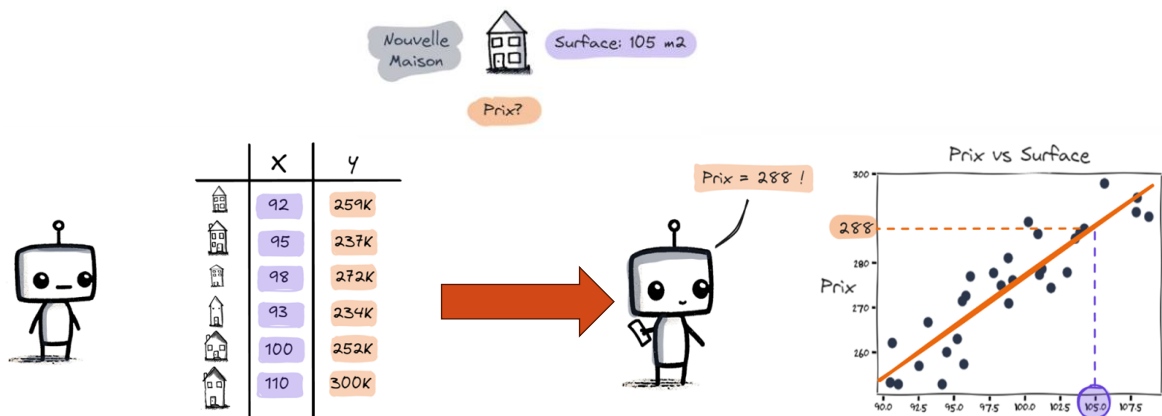 Nouvelle
Maison
Surface: 105 m2
Prix?
X Y
92 259K
95 237K
98 272K
93 234K
100 252K
110 300K
Prix = 288 !
Prix vs Surface
300
288
280
Prix
270
260
90.0 92.5 95.0 97.5 100.0 102.5 105.0 107.5